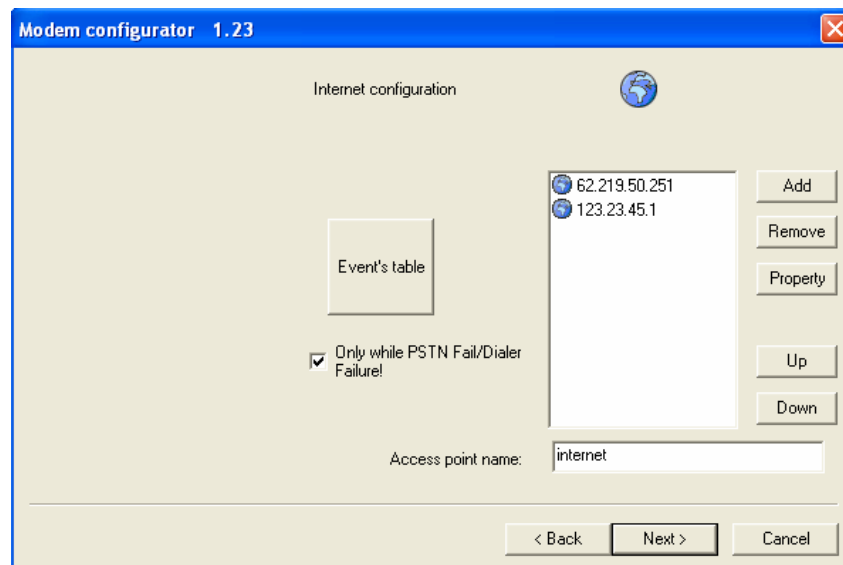 Modem configurator 1.23
Internet configuration
62.219.50.251
123.23.45.1
Add
Remove
Property
Event's table
Only while PSTN Fail/Dialer
Failure!
Up
Down
Access point name:
internet
< Back
Next >
Cancel